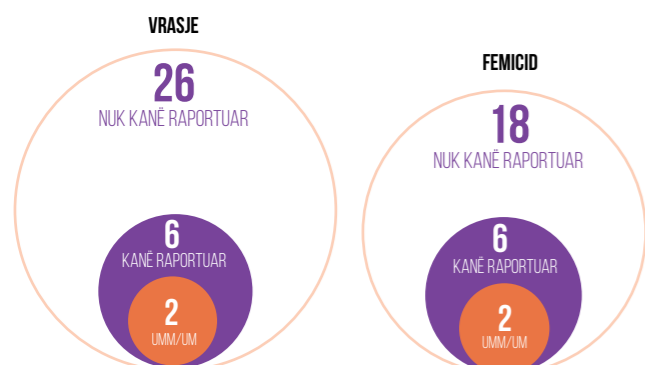 VRASJE
26
NUK KANË RAPORTUAR
6
KANË RAPORTUAR
2
UMM/UM
FEMICID
18
NUK KANË RAPORTUAR
6
KANË RAPORTUAR
2
UMM/UM